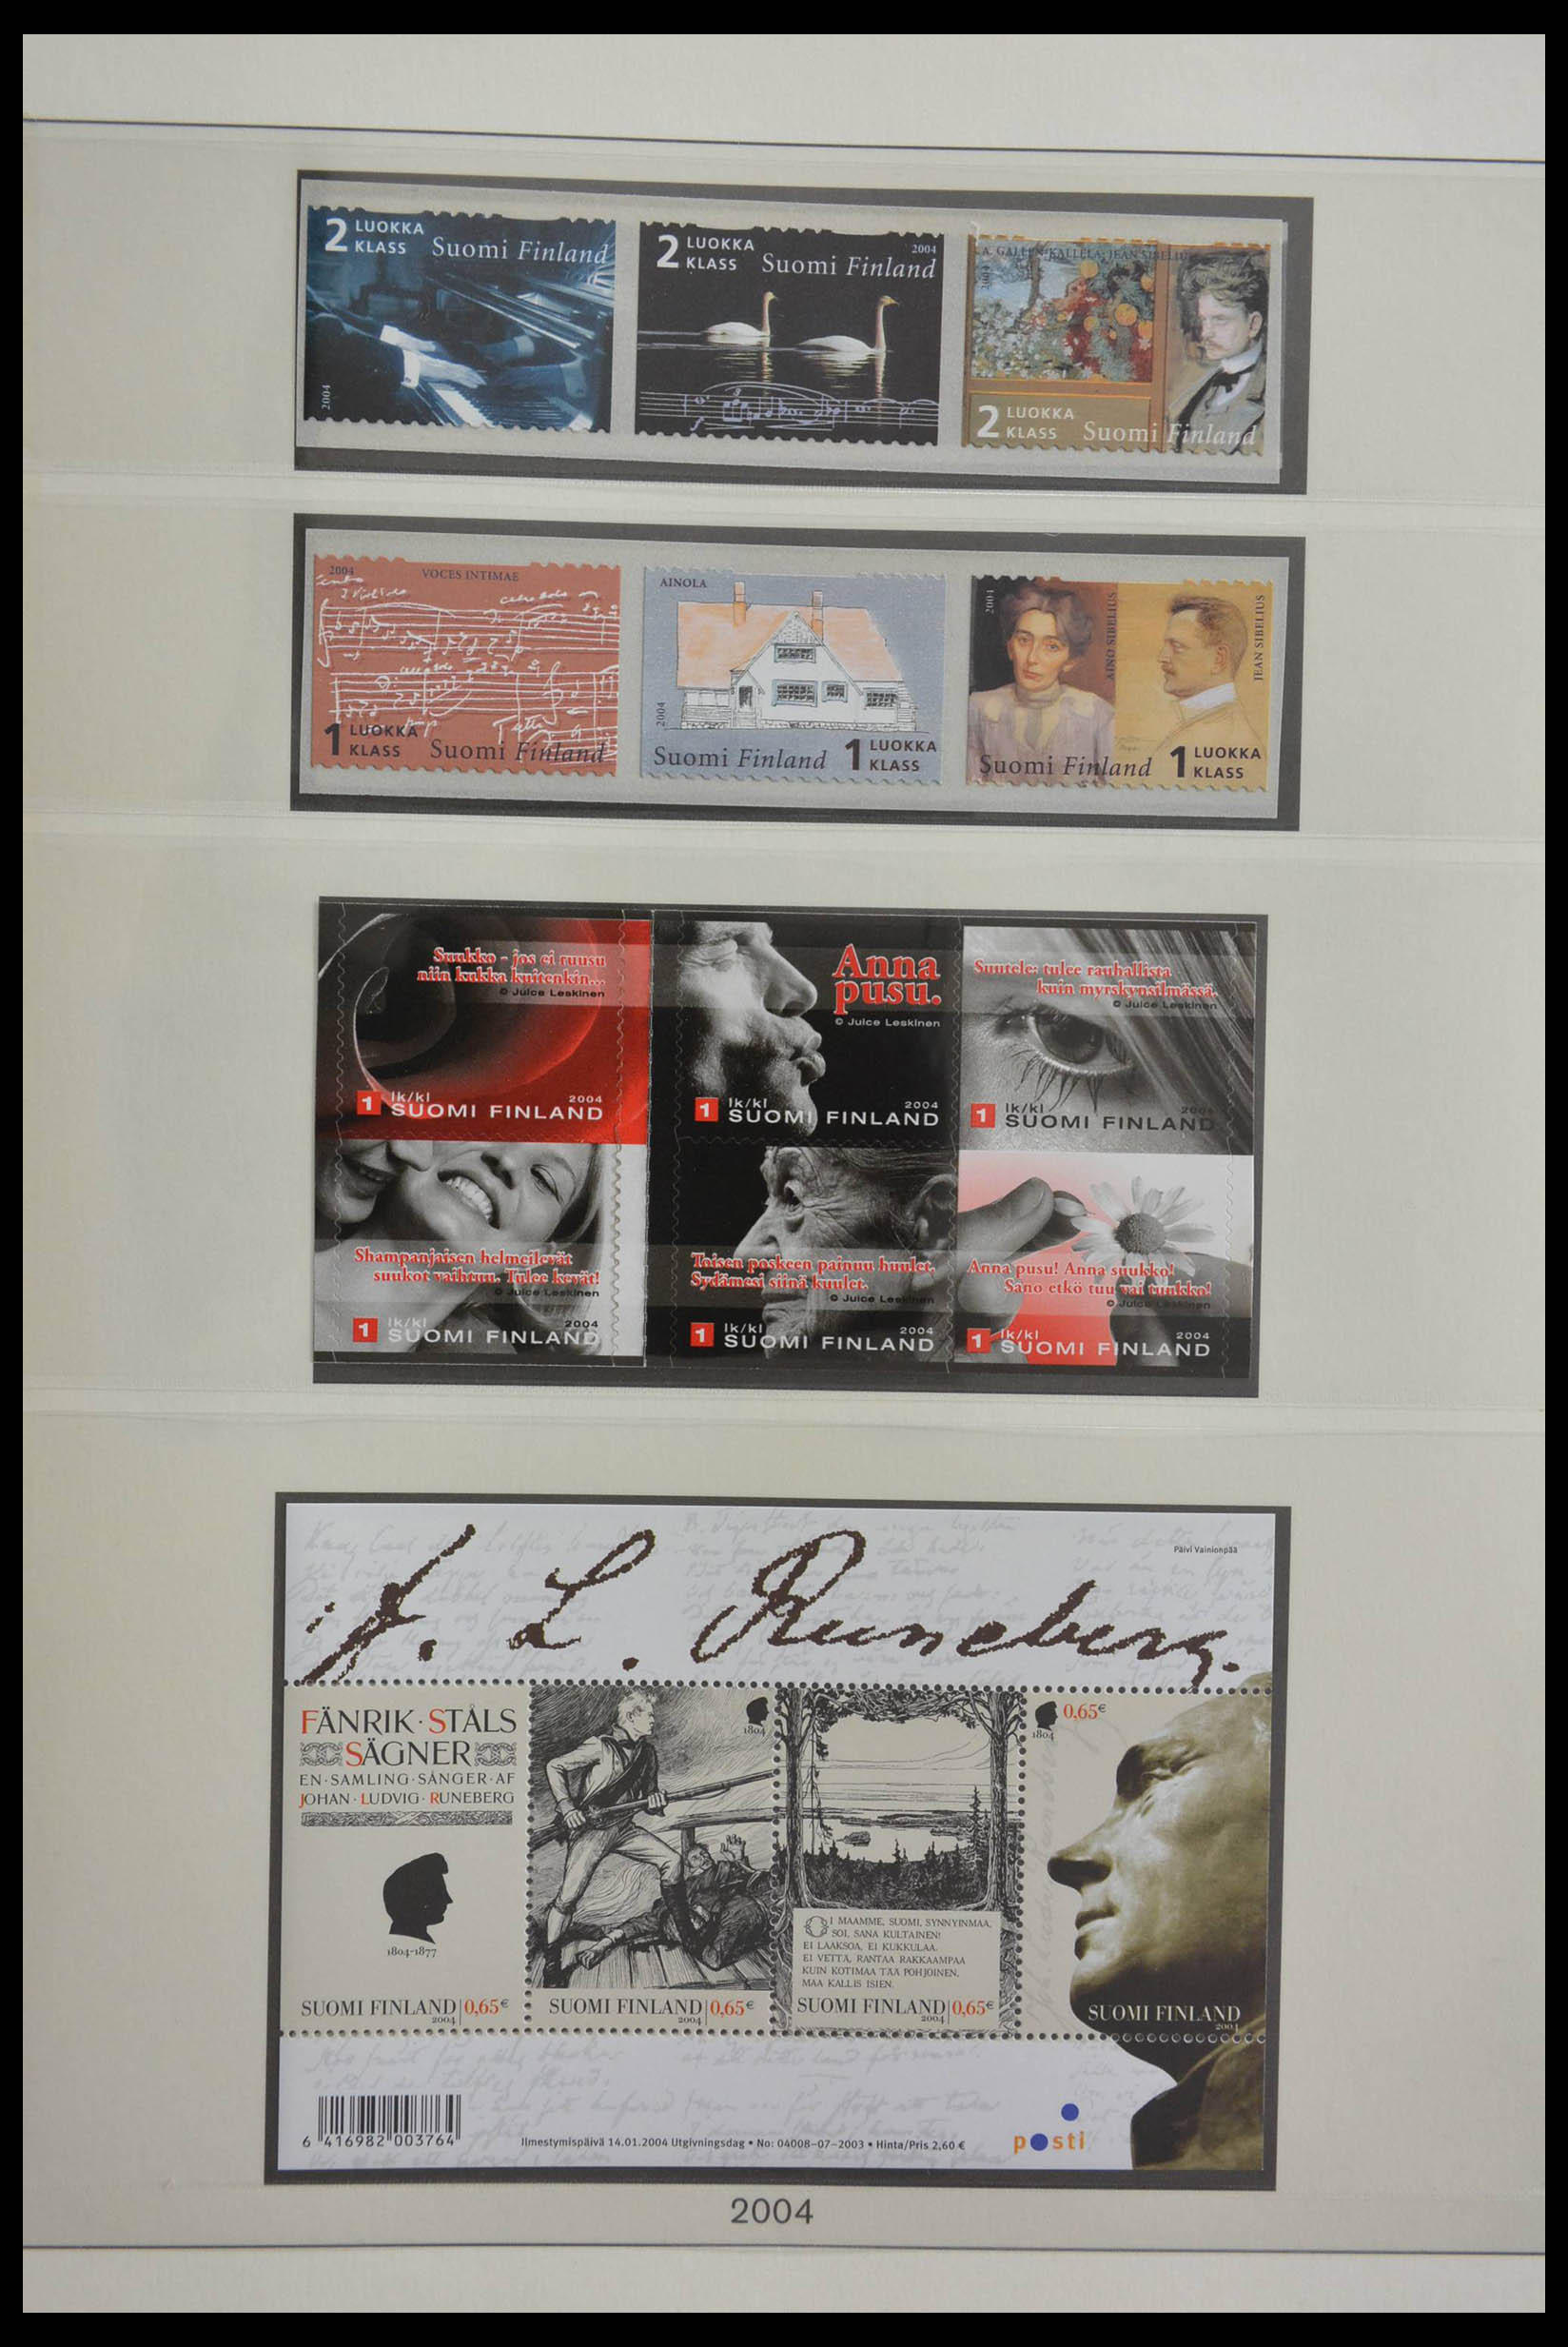 2 LUOKKA
KLASS
Suomi Finland
2004
2 LUOKKA
KLASS
2004
Suomi Finland
A. GALLEN-KALLELA: JEAN SIBELIUS
2004
2 LUOKKA
KLASS
Suomi Finland
2004
VOCES INTIMAE
1 LUOKKA
KLASS
Suomi Finland
AINOLA
2004
Suomi Finland
1 LUOKKA
KLASS
2004
AINO SIBELIUS
JEAN SIBELIUS
Suomi Finland
1 LUOKKA
KLASS
Suukko - jos ei ruusu
niin kukka kuitenkin...
© Juice Leskinen
1 lk/kl 2004
SUOMI FINLAND
Anna
pusu.
© Juice Leskinen
1 lk/kl 2004
SUOMI FINLAND
Suutele: tulee rauhallista
kuin myrskynsilmässä.
© Juice Leskinen
1 lk/kl 2004
SUOMI FINLAND
Shampanjaisen helmeilevät
suukot vaihtuu. Tulee kevät!
© Juice Leskinen
1 lk/kl 2004
SUOMI FINLAND
Toisen poskeen painuu huulet.
Sydämesi siinä kuulet.
© Juice Leskinen
1 lk/kl 2004
SUOMI FINLAND
Anna pusu! Anna suukko!
Sano etkö tuu vai tuukko!
© Juice Leskinen
1 lk/kl 2004
SUOMI FINLAND
Päivi Vainionpää
J. L. Runeberg.
FÄNRIK·STÅLS
SÄGNER
EN·SAMLING·SÅNGER·AF
JOHAN·LUDVIG·RUNEBERG
1804-1877
SUOMI FINLAND|0,65€
2004
1804
SUOMI FINLAND|0,65€
2004
OI MAAMME, SUOMI, SYNNYINMAA,
SOI, SANA KULTAINEN!
EI LAAKSOA, EI KUKKULAA,
EI VETTÄ, RANTAA RAKKAAMPAA
KUIN KOTIMAA TÄÄ POHJOINEN,
MAA KALLIS ISIEN.
SUOMI FINLAND|0,65€
2004
0,65€
1804
SUOMI FINLAND
2004
6 416982 003764
Ilmestymispäivä 14.01.2004 Utgivningsdag • No: 04008-07-2003 • Hinta/Pris 2,60 €
posti
2004